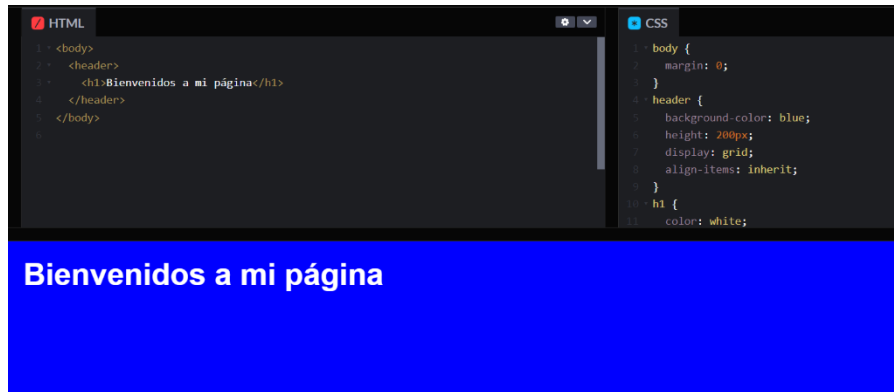 HTML
1 <body>
2 <header>
3 <h1>Bienvenidos a mi página</h1>
4 </header>
5 </body>
6
CSS
1 body {
2 margin: 0;
3 }
4 header {
5 background-color: blue;
6 height: 200px;
7 display: grid;
8 align-items: inherit;
9 }
10 h1 {
11 color: white;
Bienvenidos a mi página